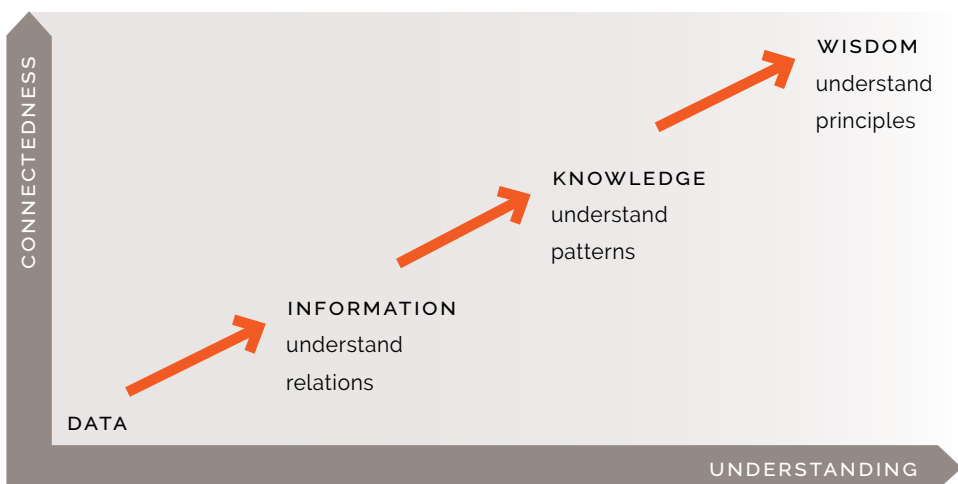 CONNECTEDNESS
WISDOM
understand
principles
KNOWLEDGE
understand
patterns
INFORMATION
understand
relations
DATA
UNDERSTANDING